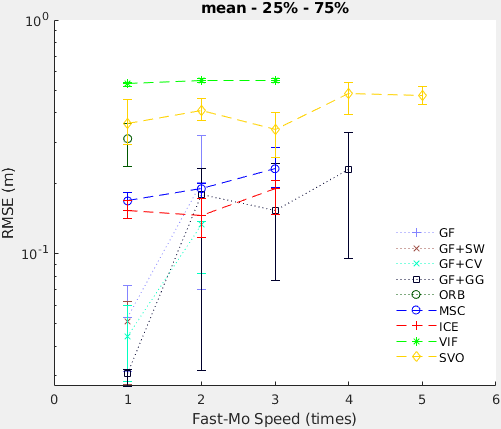 mean - 25% - 75%
10^0
10^-1
RMSE (m)
0 1 2 3 4 5 6
Fast-Mo Speed (times)
GF
GF+SW
GF+CV
GF+GG
ORB
MSC
ICE
VIF
SVO